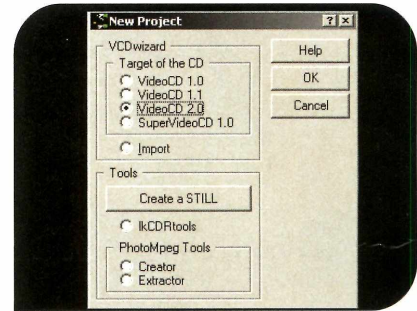 New Project
VCDwizard
Target of the CD
VideoCD 1.0
VideoCD 1.1
VideoCD 2.0
SuperVideoCD 1.0
Import
Tools
Create a STILL
IkCDRtools
PhotoMpeg Tools
Creator
Extractor
Help
OK
Cancel